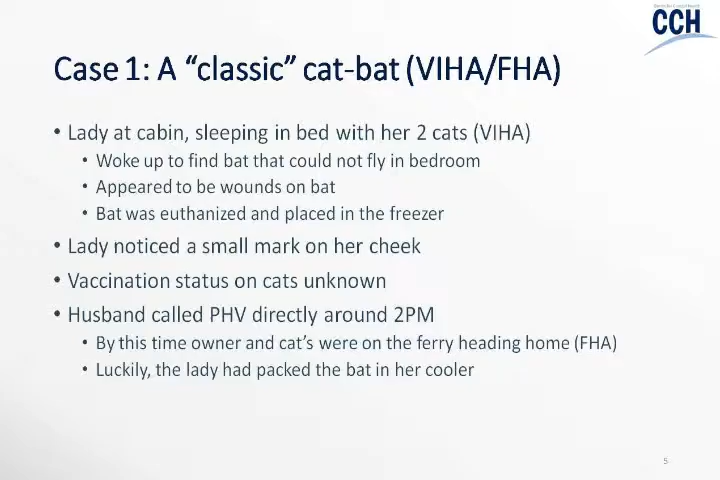 CCH
Case 1: A “classic” cat-bat (VIHA/FHA)
• Lady at cabin, sleeping in bed with her 2 cats (VIHA)
• Woke up to find bat that could not fly in bedroom
• Appeared to be wounds on bat
• Bat was euthanized and placed in the freezer
• Lady noticed a small mark on her cheek
• Vaccination status on cats unknown
• Husband called PHV directly around 2PM
• By this time owner and cat’s were on the ferry heading home (FHA)
• Luckily, the lady had packed the bat in her cooler
5